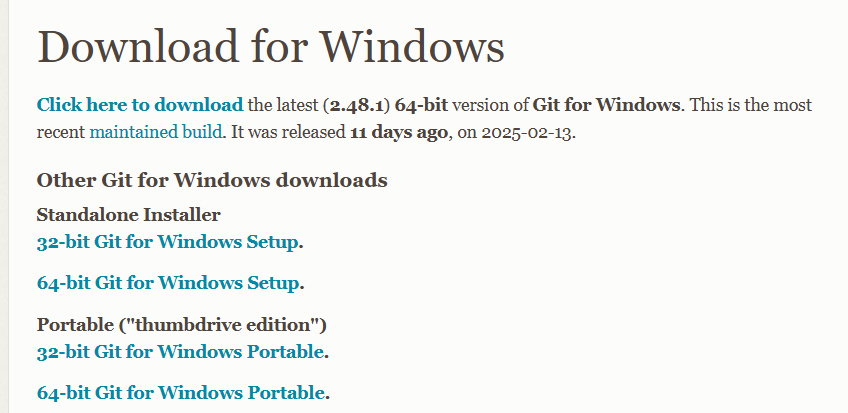 Download for Windows
Click here to download the latest (2.48.1) 64-bit version of Git for Windows. This is the most
recent maintained build. It was released 11 days ago, on 2025-02-13.
Other Git for Windows downloads
Standalone Installer
32-bit Git for Windows Setup.
64-bit Git for Windows Setup.
Portable ("thumbdrive edition")
32-bit Git for Windows Portable.
64-bit Git for Windows Portable.